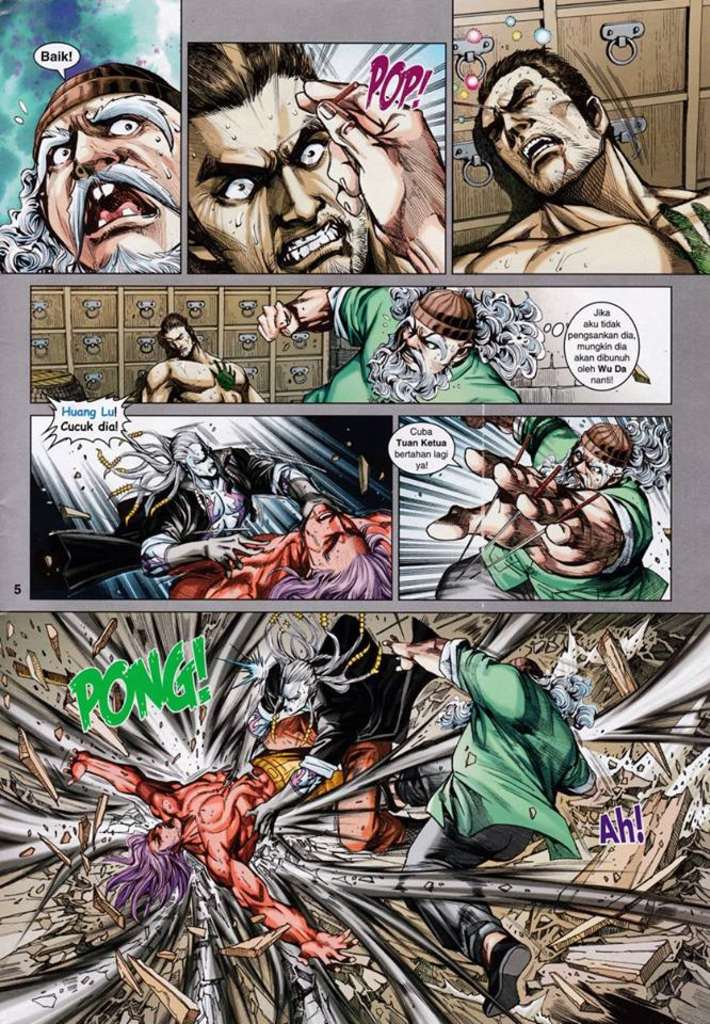 Baik!
POP!
Jika
aku tidak
pengsankan dia,
mungkin dia
akan dibunuh
oleh Wu Da
nanti!
Huang Lu!
Cucuk dia!
Cuba
Tuan Ketua
bertahan lagi
ya!
5
PONG!
Ah!